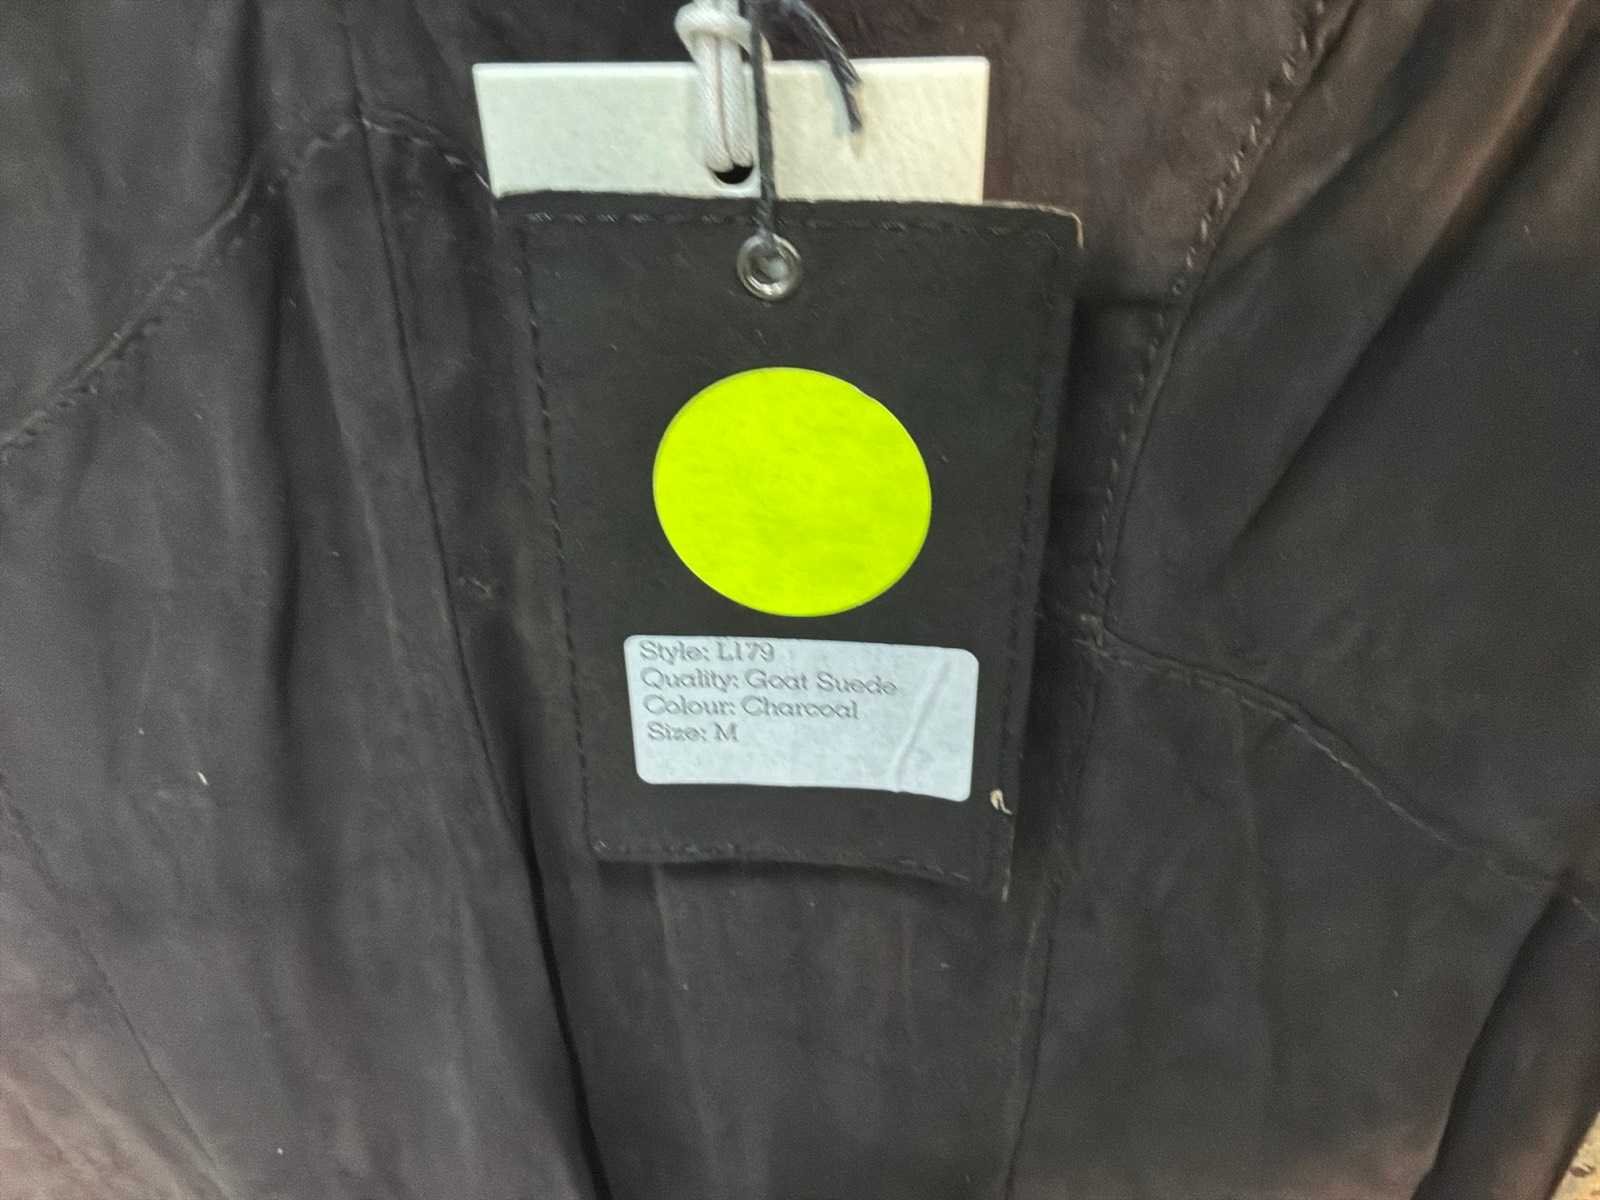 Style: L179
Quality: Goat Suede
Colour: Charcoal
Size: M